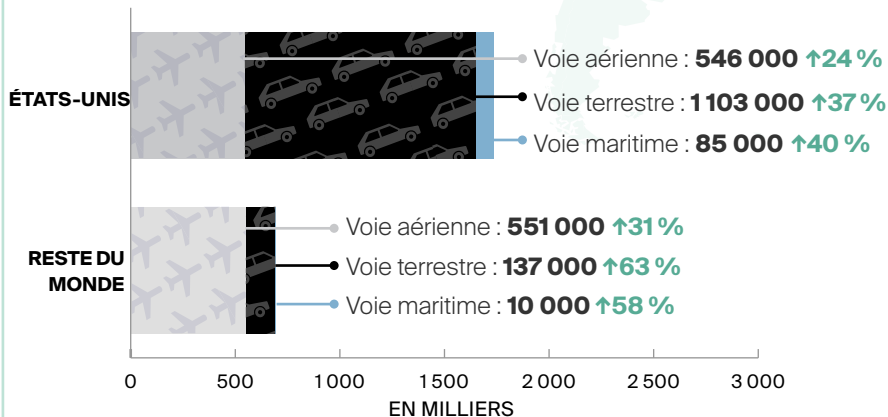 ÉTATS-UNIS
Voie aérienne : 546 000 ↑24 %
Voie terrestre : 1 103 000 ↑37 %
Voie maritime : 85 000 ↑40 %
RESTE DU
MONDE
Voie aérienne : 551 000 ↑31 %
Voie terrestre : 137 000 ↑63 %
Voie maritime : 10 000 ↑58 %
0 500 1 000 1 500 2 000 2 500 3 000
EN MILLIERS